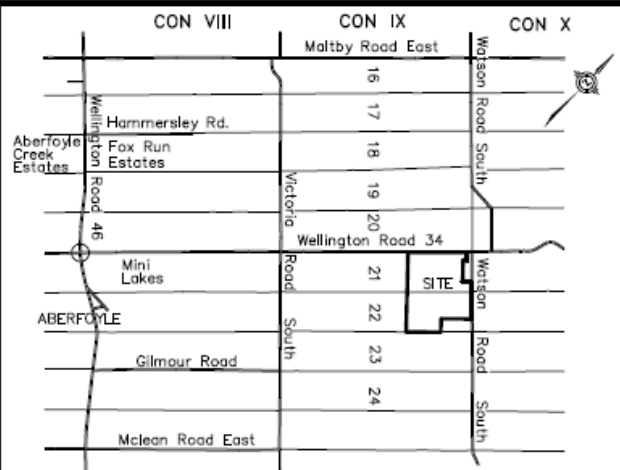 CON VIII
CON IX
CON X
Maltby Road East
16
17
18
19
20
21
22
23
24
Watson Road South
Wellington Road 46
Hammersley Rd.
Aberfoyle
Creek
Estates
Fox Run
Estates
Victoria Road South
Wellington Road 34
Mini
Lakes
SITE
Watson Road South
ABERFOYLE
Gilmour Road
Mclean Road East